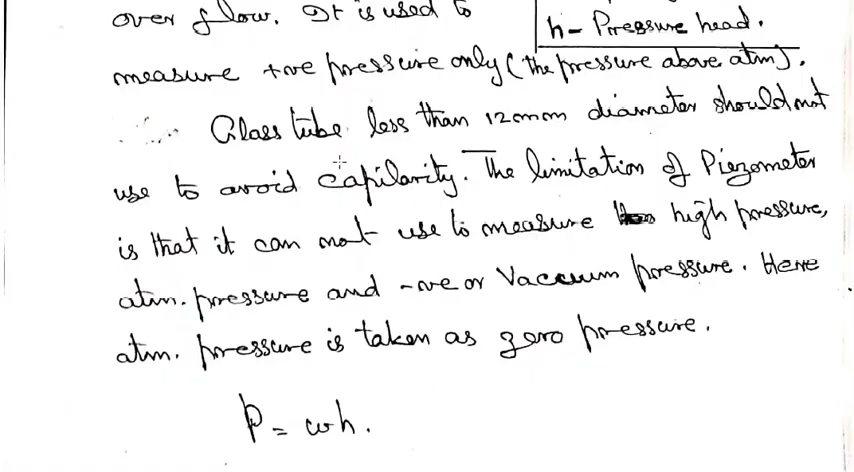 over flow. It is used to
h - Pressure head.
measure +ve pressure only (the pressure above atm).
Glass tube less than 12mm diameter should not
use to avoid capilarity. The limitation of Piezometer
is that it can not use to measure high pressure,
atm. pressure and -ve or Vaccuum pressure. Here
atm. pressure is taken as zero pressure.
P = wh.